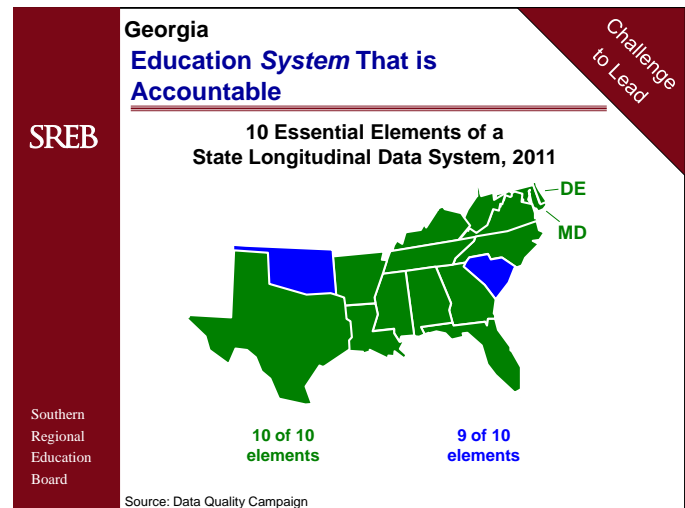 Georgia
Education System That is
Accountable
Challenge
to Lead
SREB
10 Essential Elements of a
State Longitudinal Data System, 2011
DE
MD
10 of 10
elements
9 of 10
elements
Southern
Regional
Education
Board
Source: Data Quality Campaign